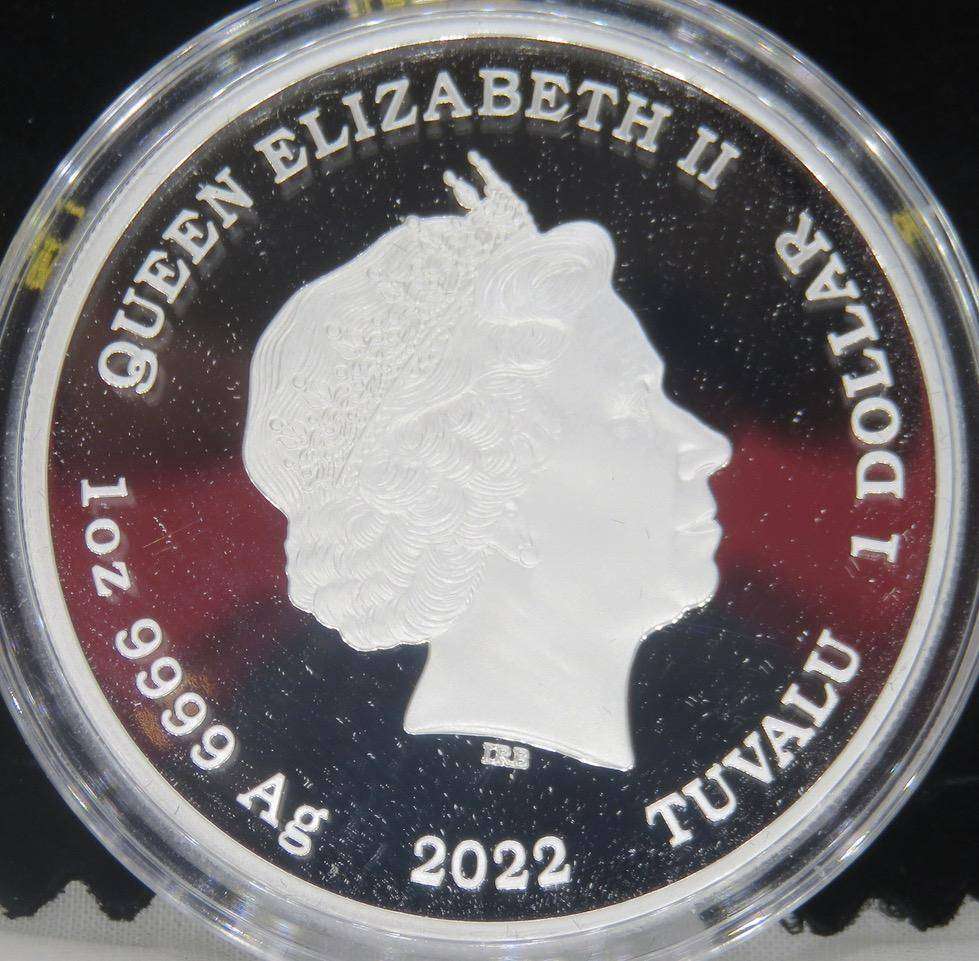 QUEEN ELIZABETH II
1 DOLLAR
TUVALU
2022
1oz 9999 Ag
IRB